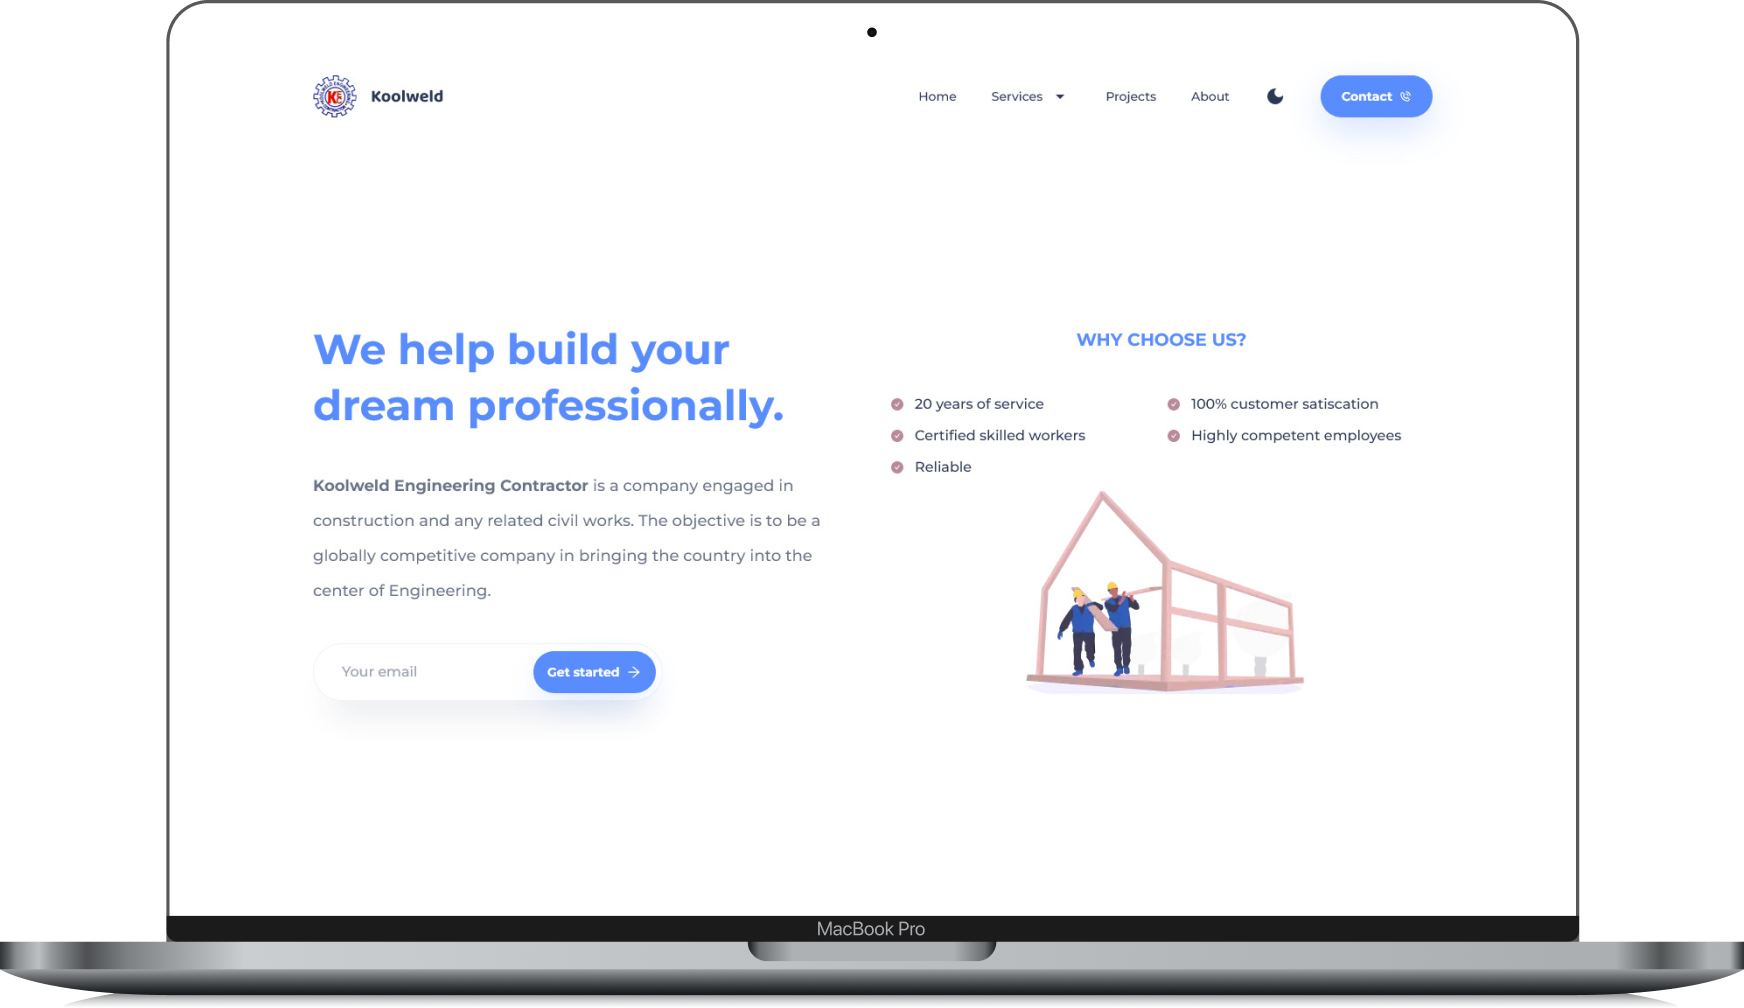 Koolweld
Home
Services
Projects
About
Contact
We help build your
dream professionally.
Koolweld Engineering Contractor is a company engaged in
construction and any related civil works. The objective is to be a
globally competitive company in bringing the country into the
center of Engineering.
Your email
Get started
WHY CHOOSE US?
20 years of service
100% customer satiscation
Certified skilled workers
Highly competent employees
Reliable
MacBook Pro